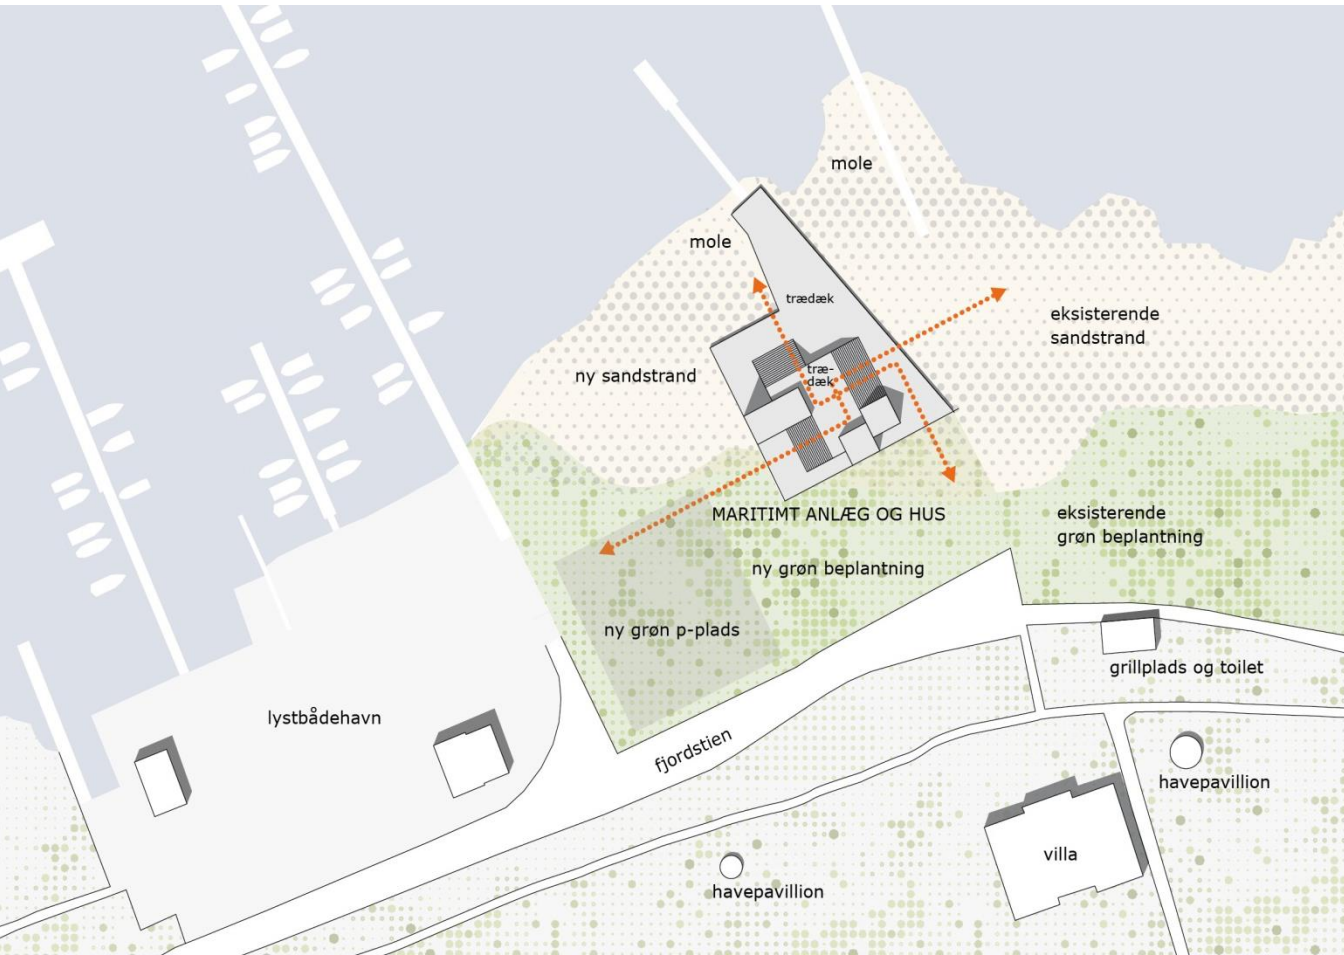 mole
mole
trædæk
eksisterende
sandstrand
ny sandstrand
træ-
dæk
MARITIMT ANLÆG OG HUS
eksisterende
grøn beplantning
ny grøn beplantning
ny grøn p-plads
grillplads og toilet
lystbådehavn
fjordstien
havepavillion
villa
havepavillion